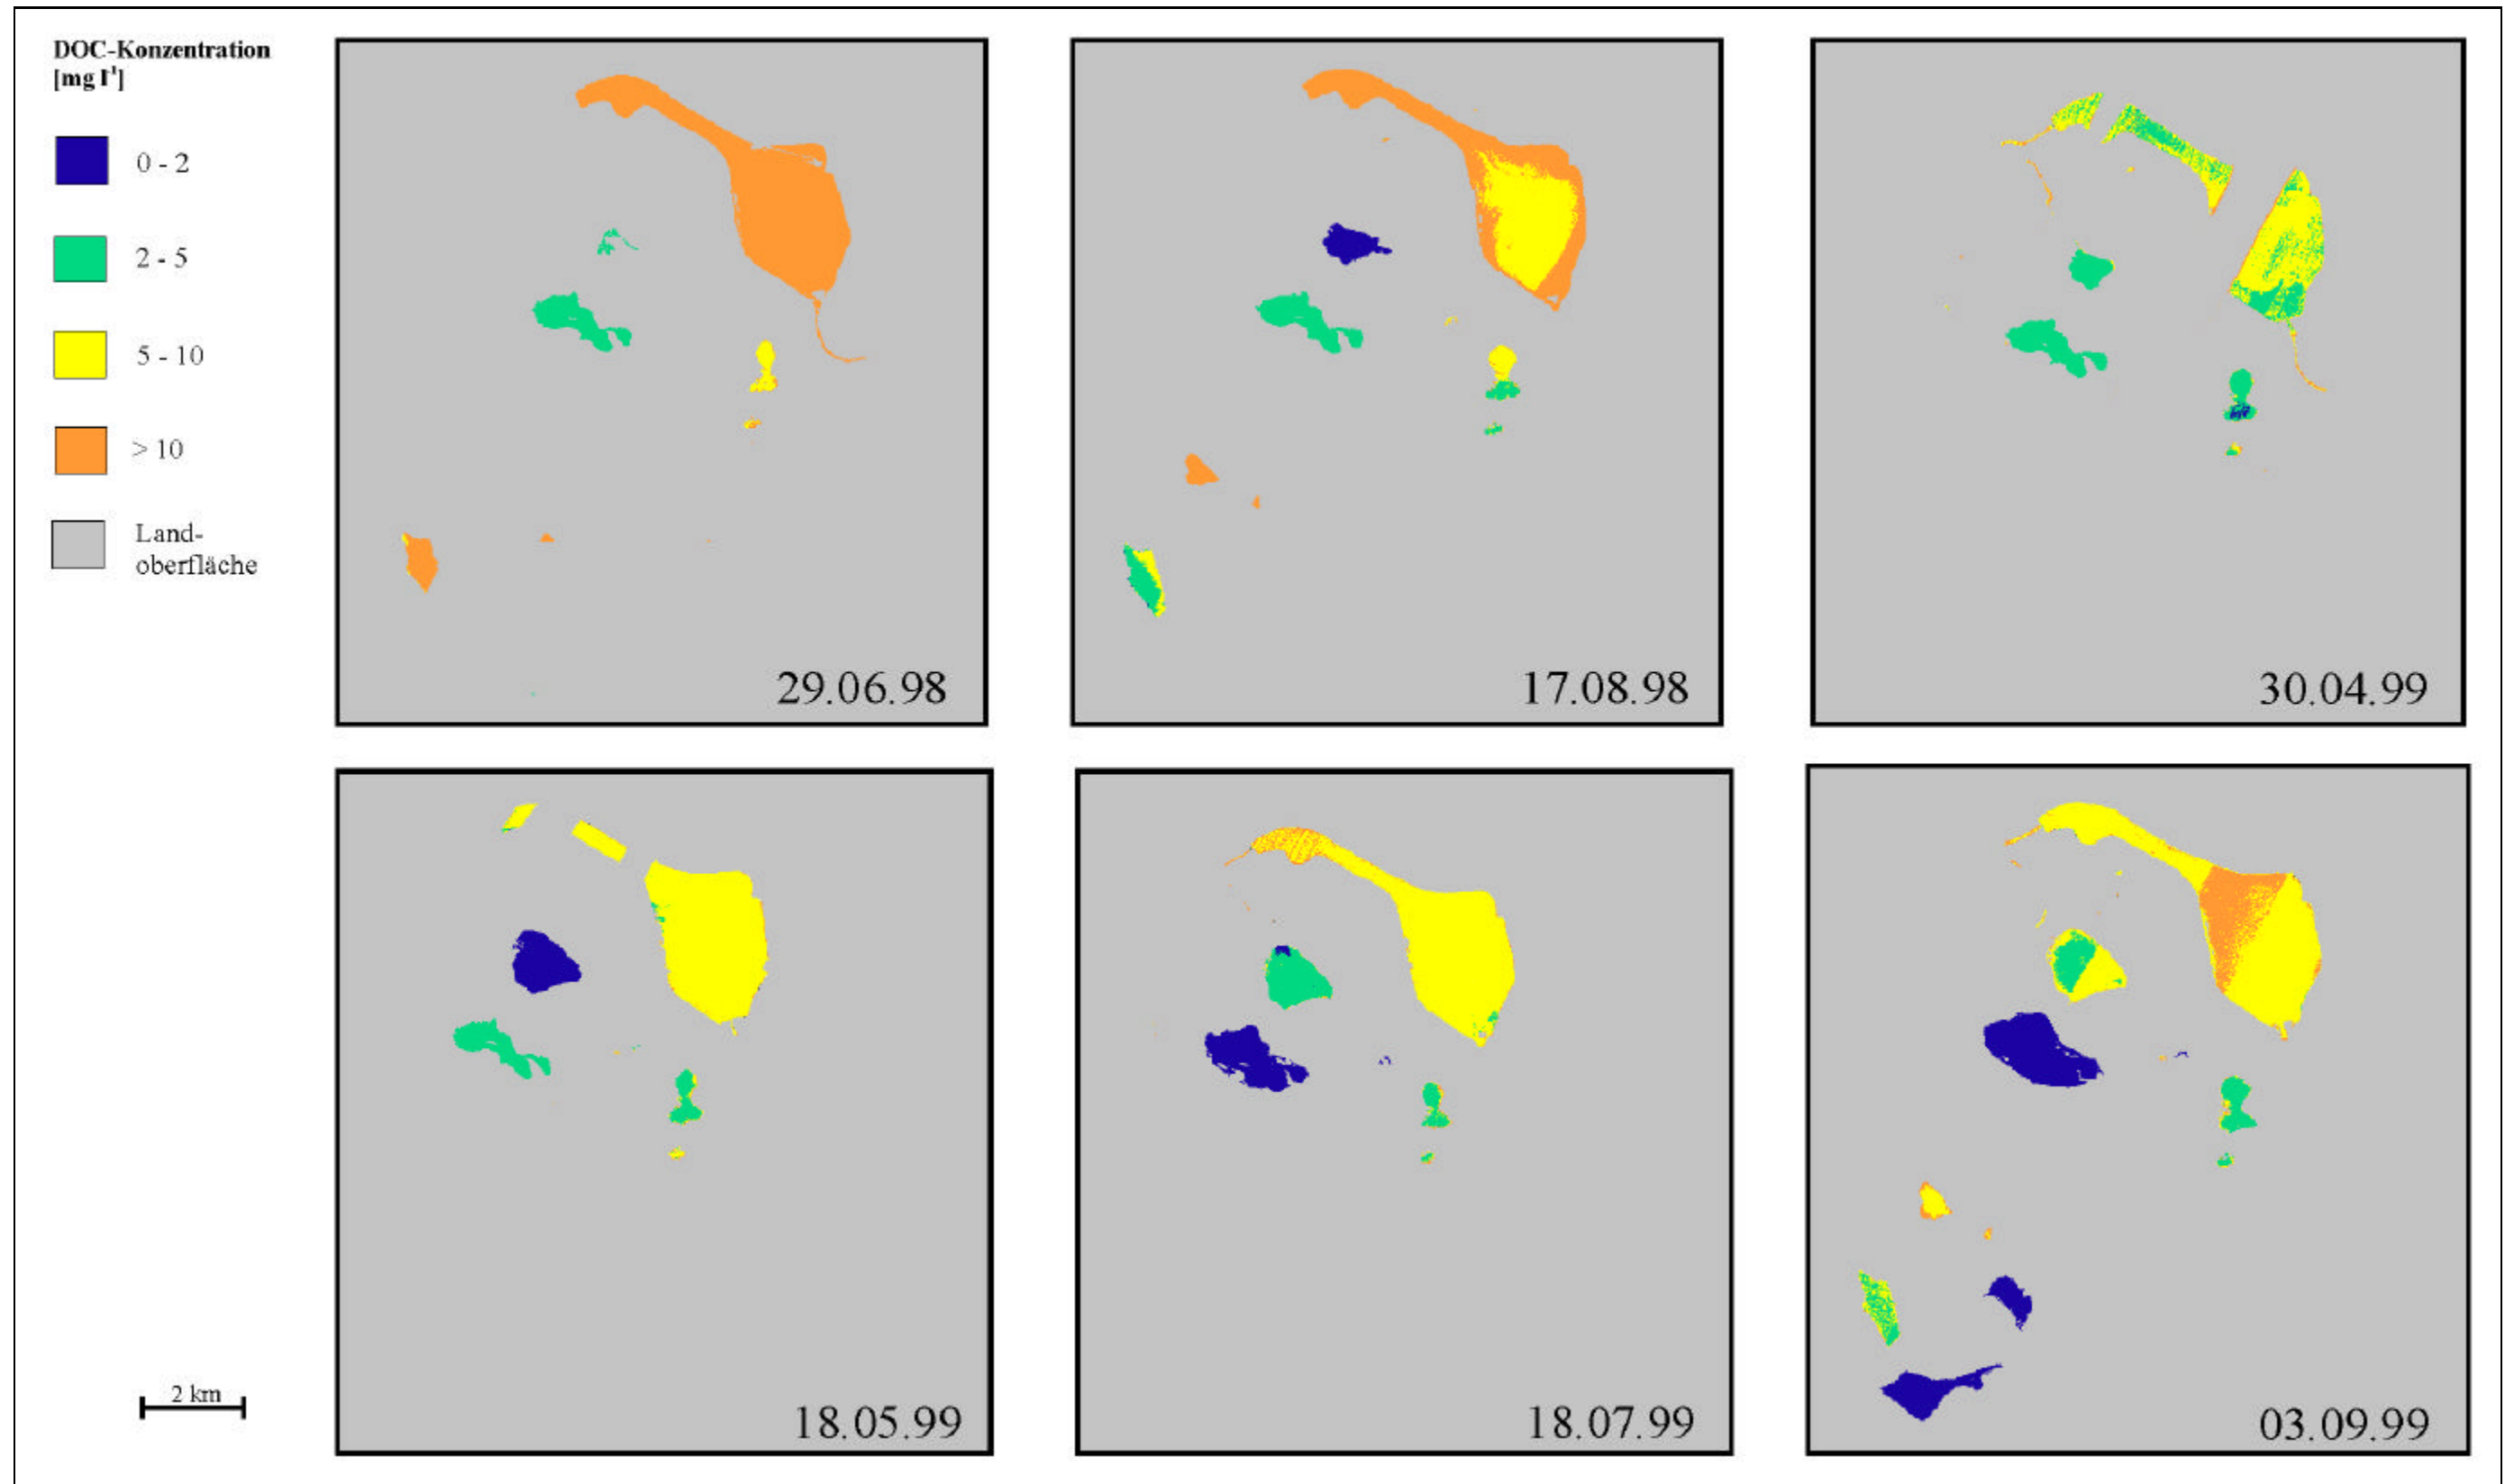 DOC-Konzentration
[mg l⁻¹]
0 - 2
2 - 5
5 - 10
> 10
Land-
oberfläche
2 km
29.06.98
17.08.98
30.04.99
18.05.99
18.07.99
03.09.99